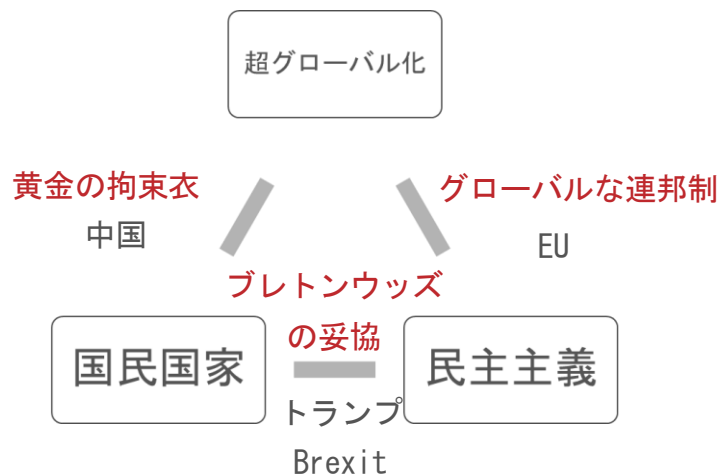 超グローバル化
黄金の拘束衣
グローバルな連邦制
中国
EU
ブレトンウッズ
の妥協
国民国家
民主主義
トランプ
Brexit